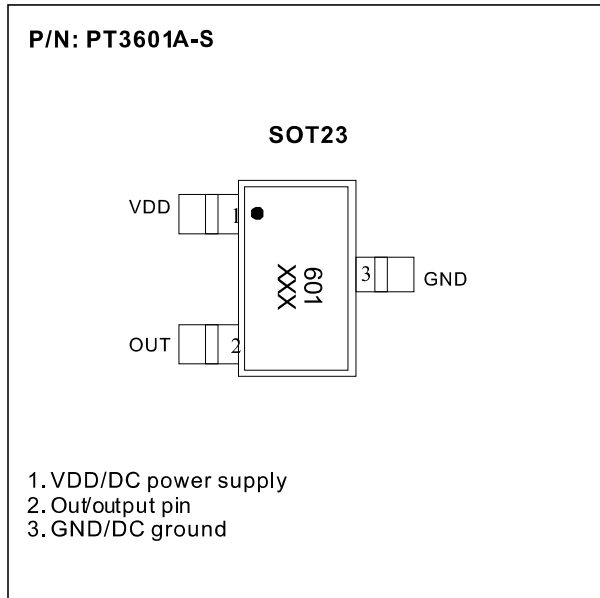 P/N: PT3601A-S
SOT23
VDD
1
601
XXX
3
GND
OUT
2
1. VDD/DC power supply
2. Out/output pin
3. GND/DC ground